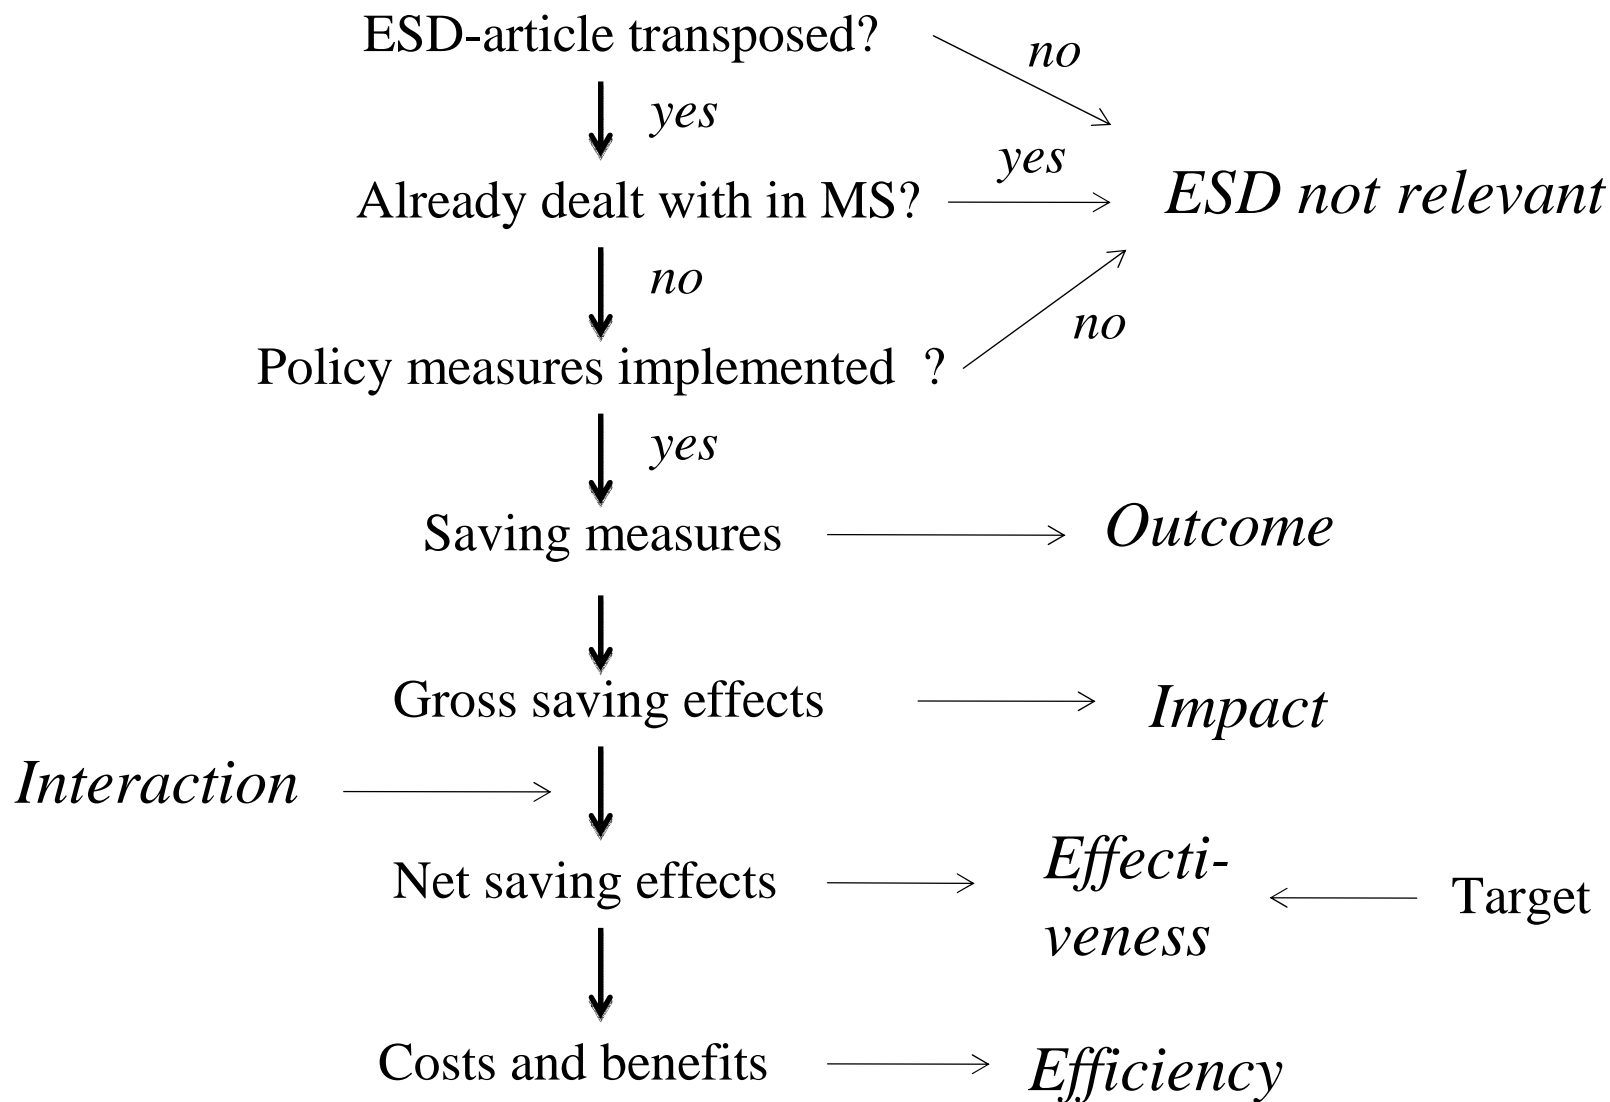 ESD-article transposed?
no
yes
Already dealt with in MS?
yes
ESD not relevant
no
Policy measures implemented ?
no
yes
Saving measures
Outcome
Gross saving effects
Impact
Interaction
Net saving effects
Effecti-
veness
Target
Costs and benefits
Efficiency